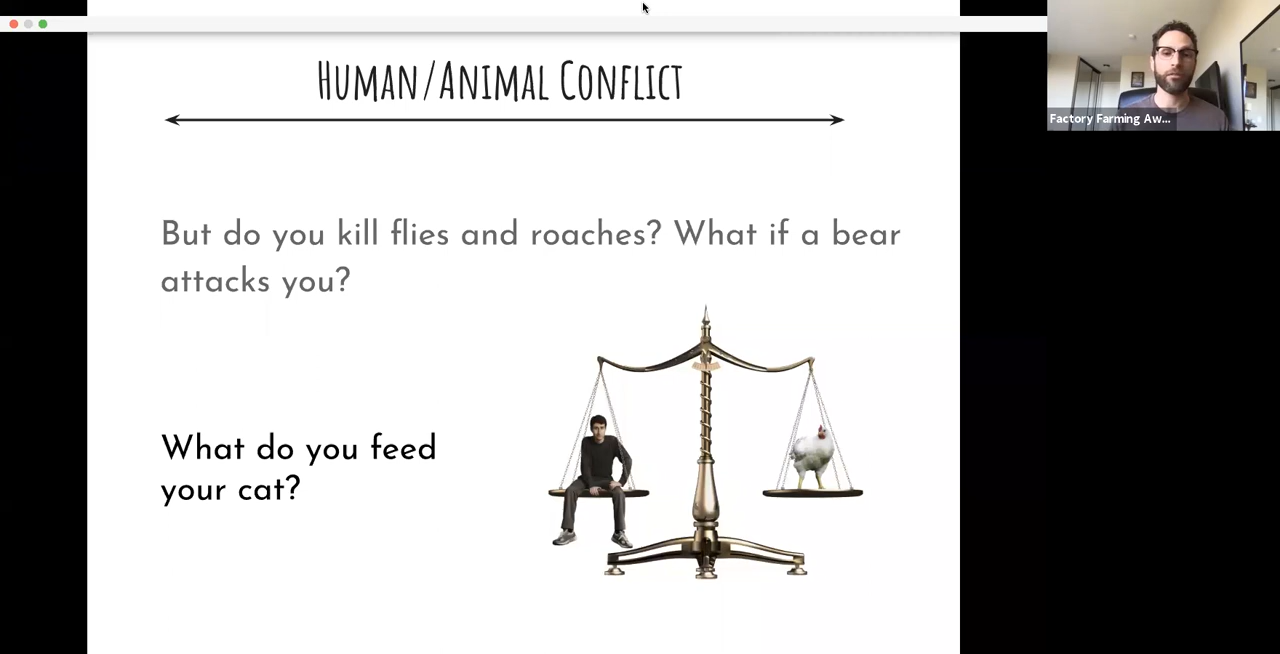 Human/Animal Conflict
Factory Farming Aw...
But do you kill flies and roaches? What if a bear
attacks you?
What do you feed
your cat?